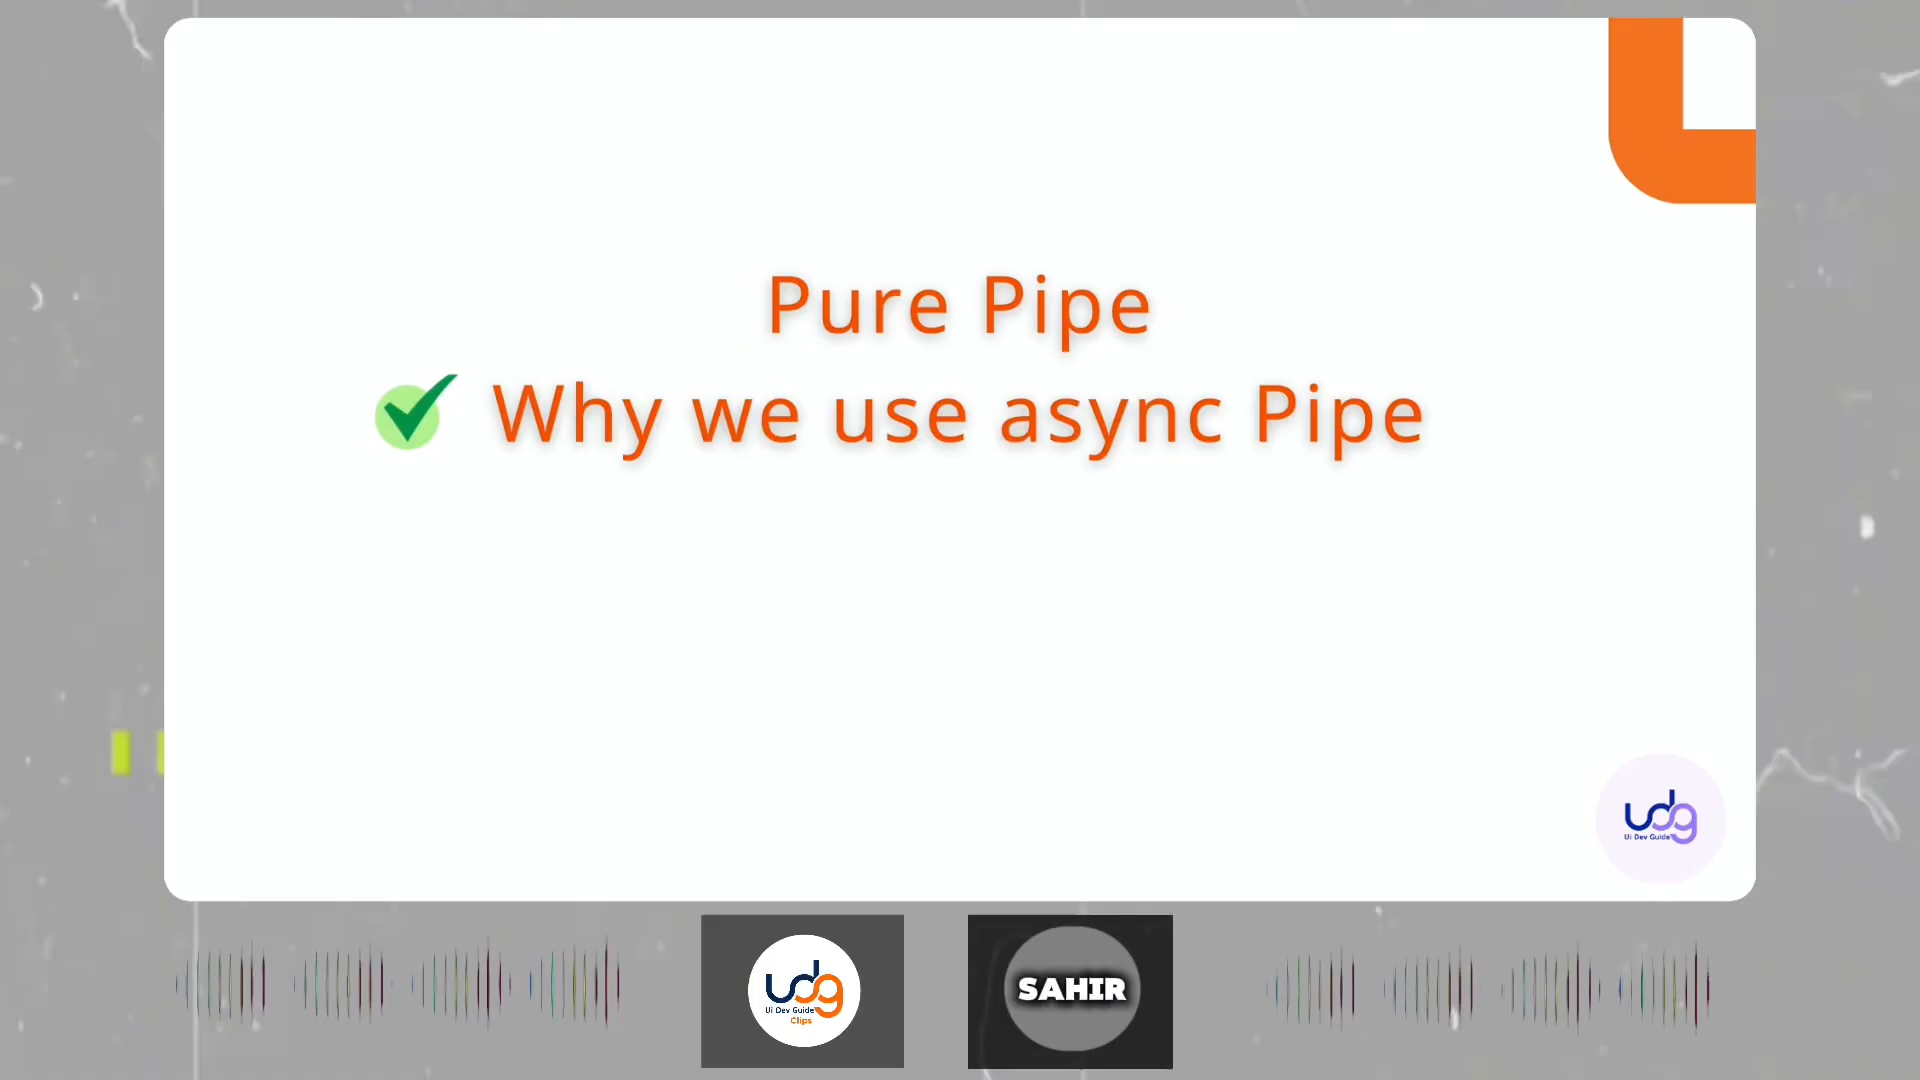 Pure Pipe
Why we use async Pipe
udg
Ui Dev Guide
udg
Ui Dev Guide
Clips
SAHIR